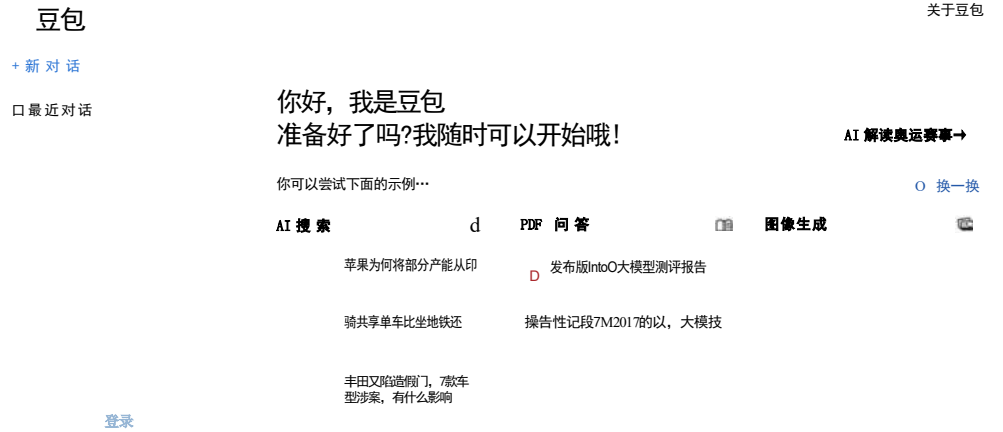 豆包
关于豆包
+ 新对话
口最近对话
你好，我是豆包
准备好了吗?我随时可以开始哦!
AI 解读奥运赛事→
你可以尝试下面的示例…
O 换一换
AI 搜索
d
PDF 问答
图像生成
苹果为何将部分产能从印
D
发布版IntoO大模型测评报告
骑共享单车比坐地铁还
操告性记段7M2017的以，大模技
丰田又陷造假门，7款车
型涉案，有什么影响
登录